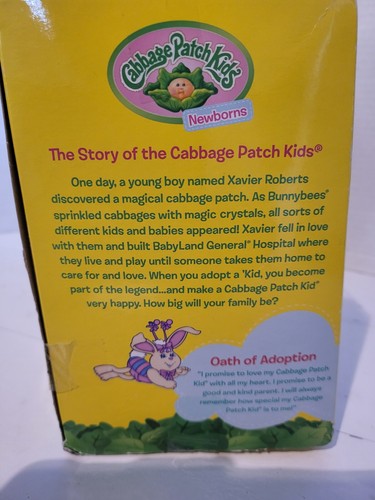 Cabbage Patch Kids®
Newborns
The Story of the Cabbage Patch Kids®
One day, a young boy named Xavier Roberts
discovered a magical cabbage patch. As Bunnybees®
sprinkled cabbages with magic crystals, all sorts of
different kids and babies appeared! Xavier fell in love
with them and built BabyLand General® Hospital where
they live and play until someone takes them home to
care for and love. When you adopt a 'Kid, you become
part of the legend...and make a Cabbage Patch Kid®
very happy. How big will your family be?
Oath of Adoption
"I promise to love my Cabbage Patch
Kid® with all my heart. I promise to be a
good and kind parent. I will always
remember how special my Cabbage
Patch Kid® is to me!"